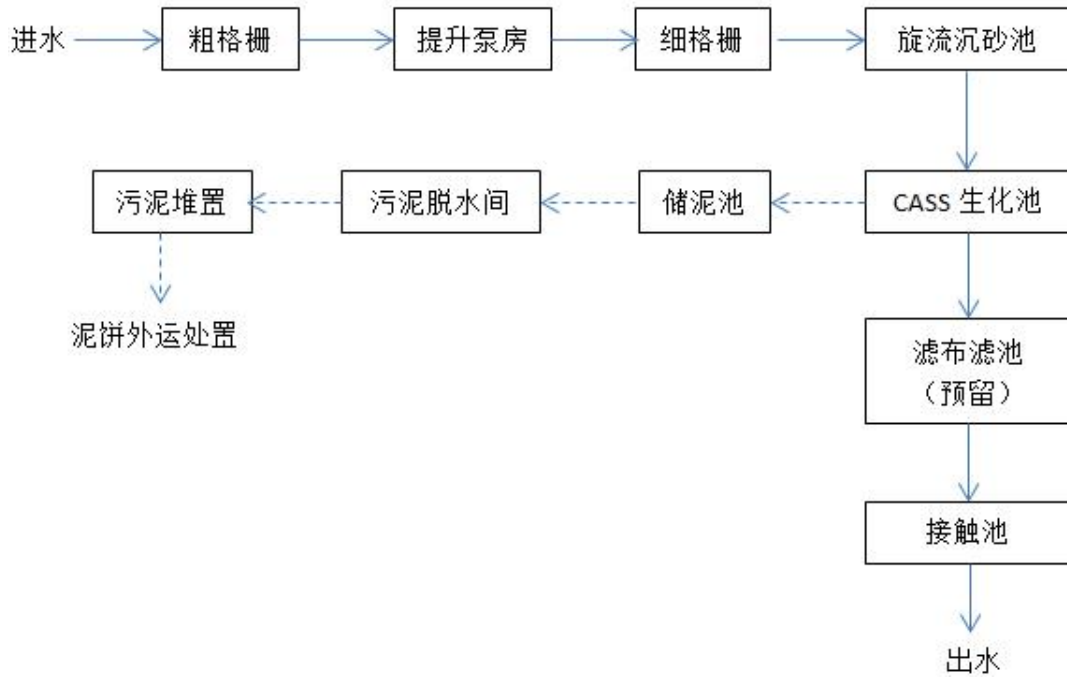 进水
粗格栅
提升泵房
细格栅
旋流沉砂池
污泥堆置
污泥脱水间
储泥池
CASS 生化池
泥饼外运处置
滤布滤池
（预留）
接触池
出水